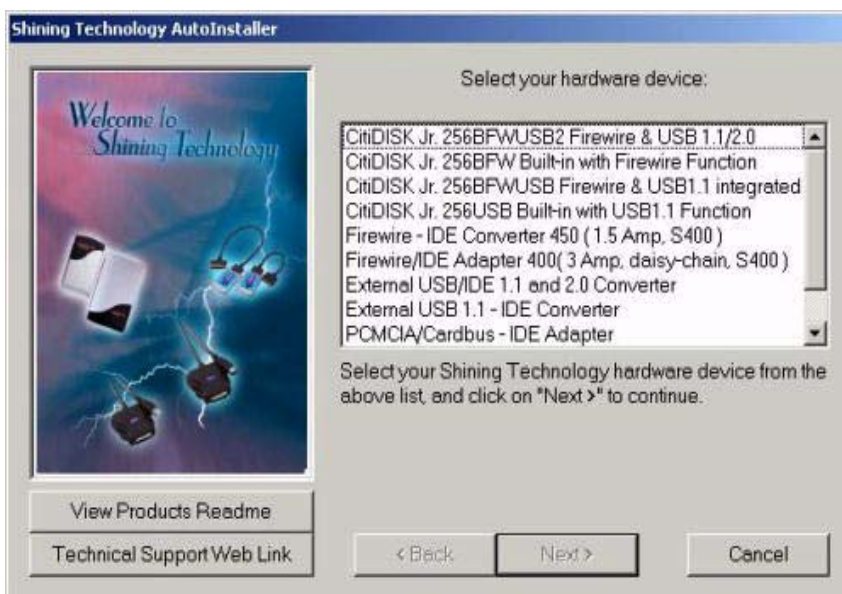 Shining Technology AutoInstaller
Welcome to
Shining Technology
Select your hardware device:
CitiDISK Jr. 256BFWUSB2 Firewire & USB 1.1/2.0
CitiDISK Jr. 256BFW Built-in with Firewire Function
CitiDISK Jr. 256BFWUSB Firewire & USB1.1 integrated
CitiDISK Jr. 256USB Built-in with USB1.1 Function
Firewire - IDE Converter 450 ( 1.5 Amp, S400 )
Firewire/IDE Adapter 400( 3 Amp, daisy-chain, S400 )
External USB/IDE 1.1 and 2.0 Converter
External USB 1.1 - IDE Converter
PCMCIA/Cardbus - IDE Adapter
Select your Shining Technology hardware device from the
above list, and click on "Next >" to continue.
View Products Readme
Technical Support Web Link
< Back
Next >
Cancel